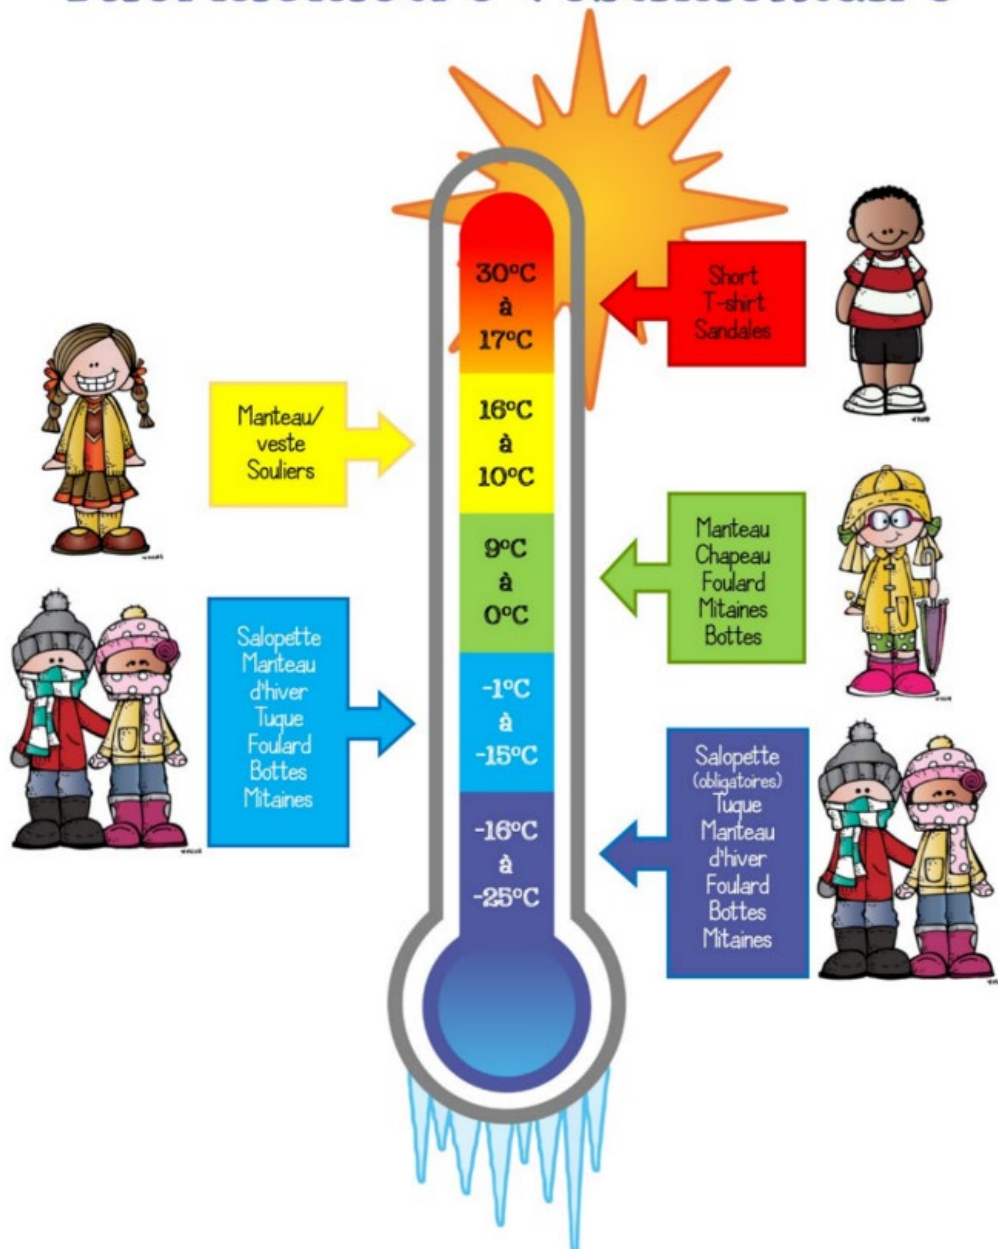 30°C
à
17°C
Short
T-shirt
Sandales
Manteau/
veste
Souliers
16°C
à
10°C
9°C
à
0°C
Manteau
Chapeau
Foulard
Mitaines
Bottes
Salopette
Manteau
d'hiver
Tuque
Foulard
Bottes
Mitaines
-1°C
à
-15°C
-16°C
à
-25°C
Salopette
(obligatoires)
Tuque
Manteau
d'hiver
Foulard
Bottes
Mitaines